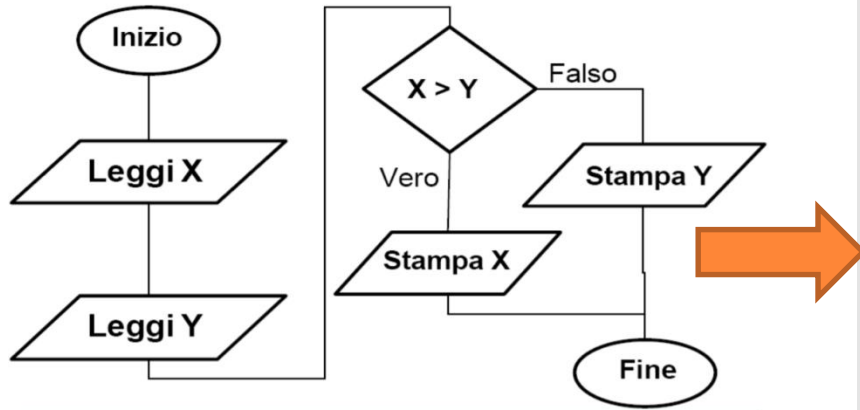 Inizio
Leggi X
Leggi Y
X > Y
Falso
Vero
Stampa Y
Stampa X
Fine